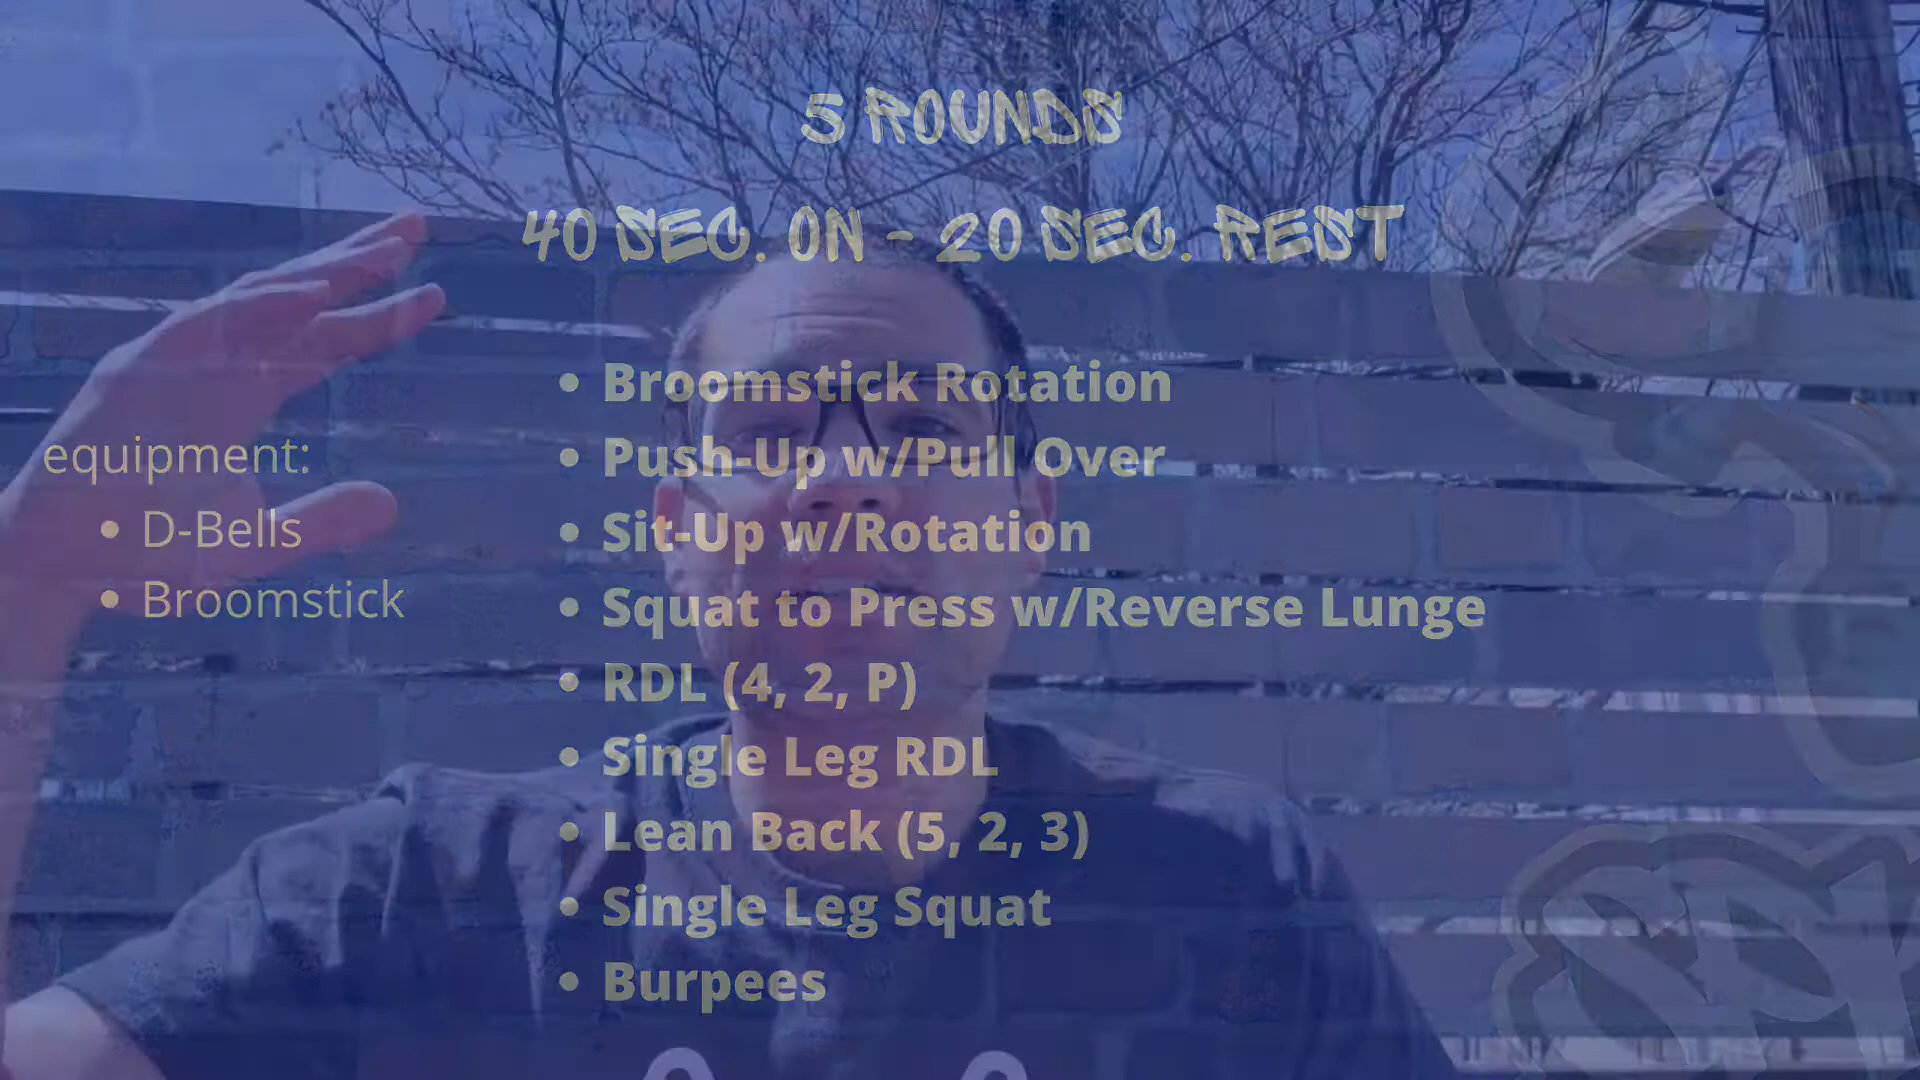 5 ROUNDS
40 SEC. ON - 20 SEC. REST
equipment:
• D-Bells
• Broomstick
• Broomstick Rotation
• Push-Up w/Pull Over
• Sit-Up w/Rotation
• Squat to Press w/Reverse Lunge
• RDL (4, 2, P)
• Single Leg RDL
• Lean Back (5, 2, 3)
• Single Leg Squat
• Burpees